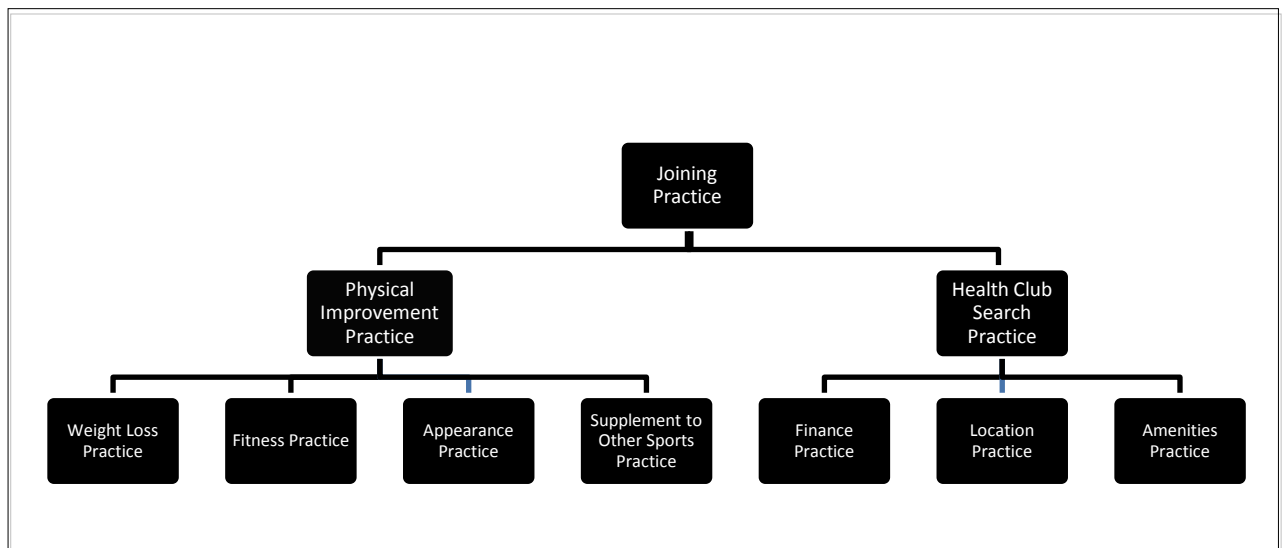 Joining
Practice
Physical
Improvement
Practice
Health Club
Search
Practice
Weight Loss
Practice
Fitness Practice
Appearance
Practice
Supplement to
Other Sports
Practice
Finance
Practice
Location
Practice
Amenities
Practice